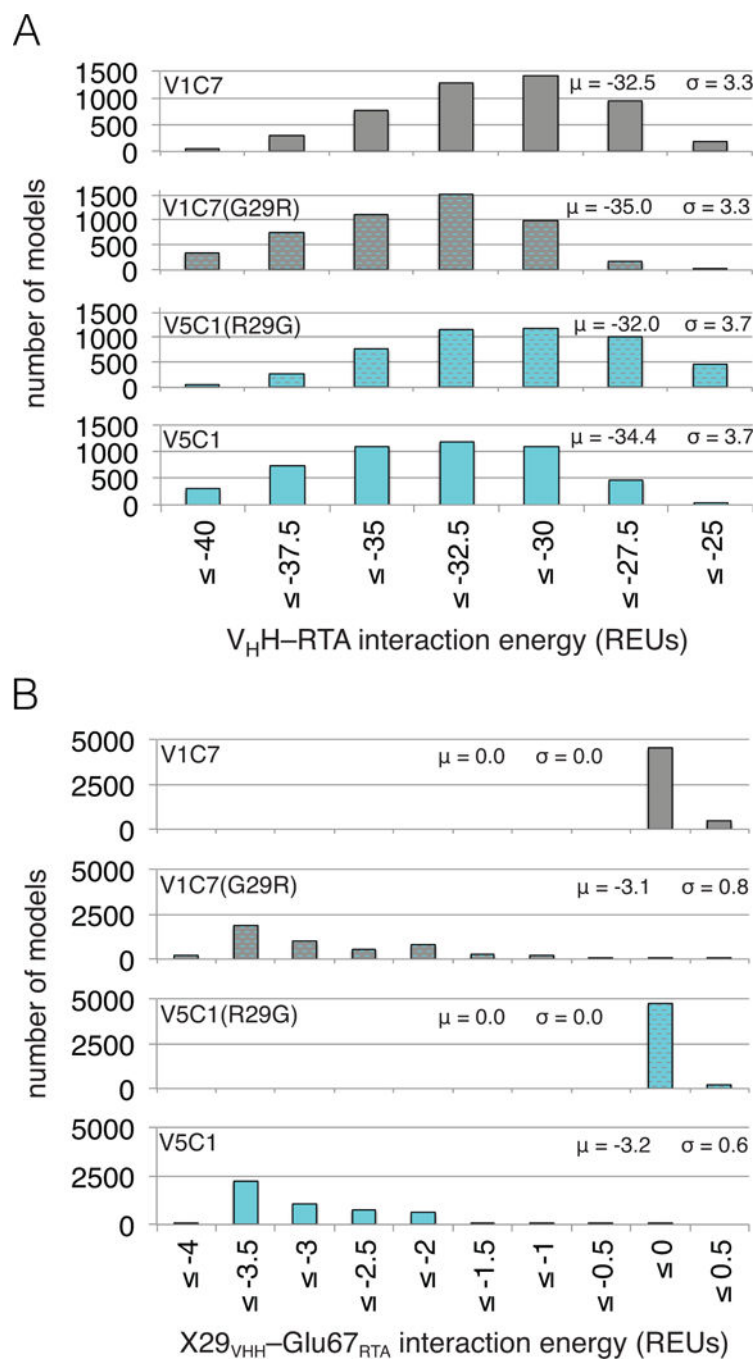 A
number of models
1500
1000
500
0
V1C7
μ = -32.5 σ = 3.3
1500
1000
500
0
V1C7(G29R)
μ = -35.0 σ = 3.3
1500
1000
500
0
V5C1(R29G)
μ = -32.0 σ = 3.7
1500
1000
500
0
V5C1
μ = -34.4 σ = 3.7
≤ -40
≤ -37.5
≤ -35
≤ -32.5
≤ -30
≤ -27.5
≤ -25
VHH–RTA interaction energy (REUs)
B
number of models
5000
2500
0
V1C7
μ = 0.0 σ = 0.0
5000
2500
0
V1C7(G29R)
μ = -3.1 σ = 0.8
5000
2500
0
V5C1(R29G)
μ = 0.0 σ = 0.0
5000
2500
0
V5C1
μ = -3.2 σ = 0.6
≤ -4
≤ -3.5
≤ -3
≤ -2.5
≤ -2
≤ -1.5
≤ -1
≤ -0.5
≤ 0
≤ 0.5
X29VHH–Glu67RTA interaction energy (REUs)